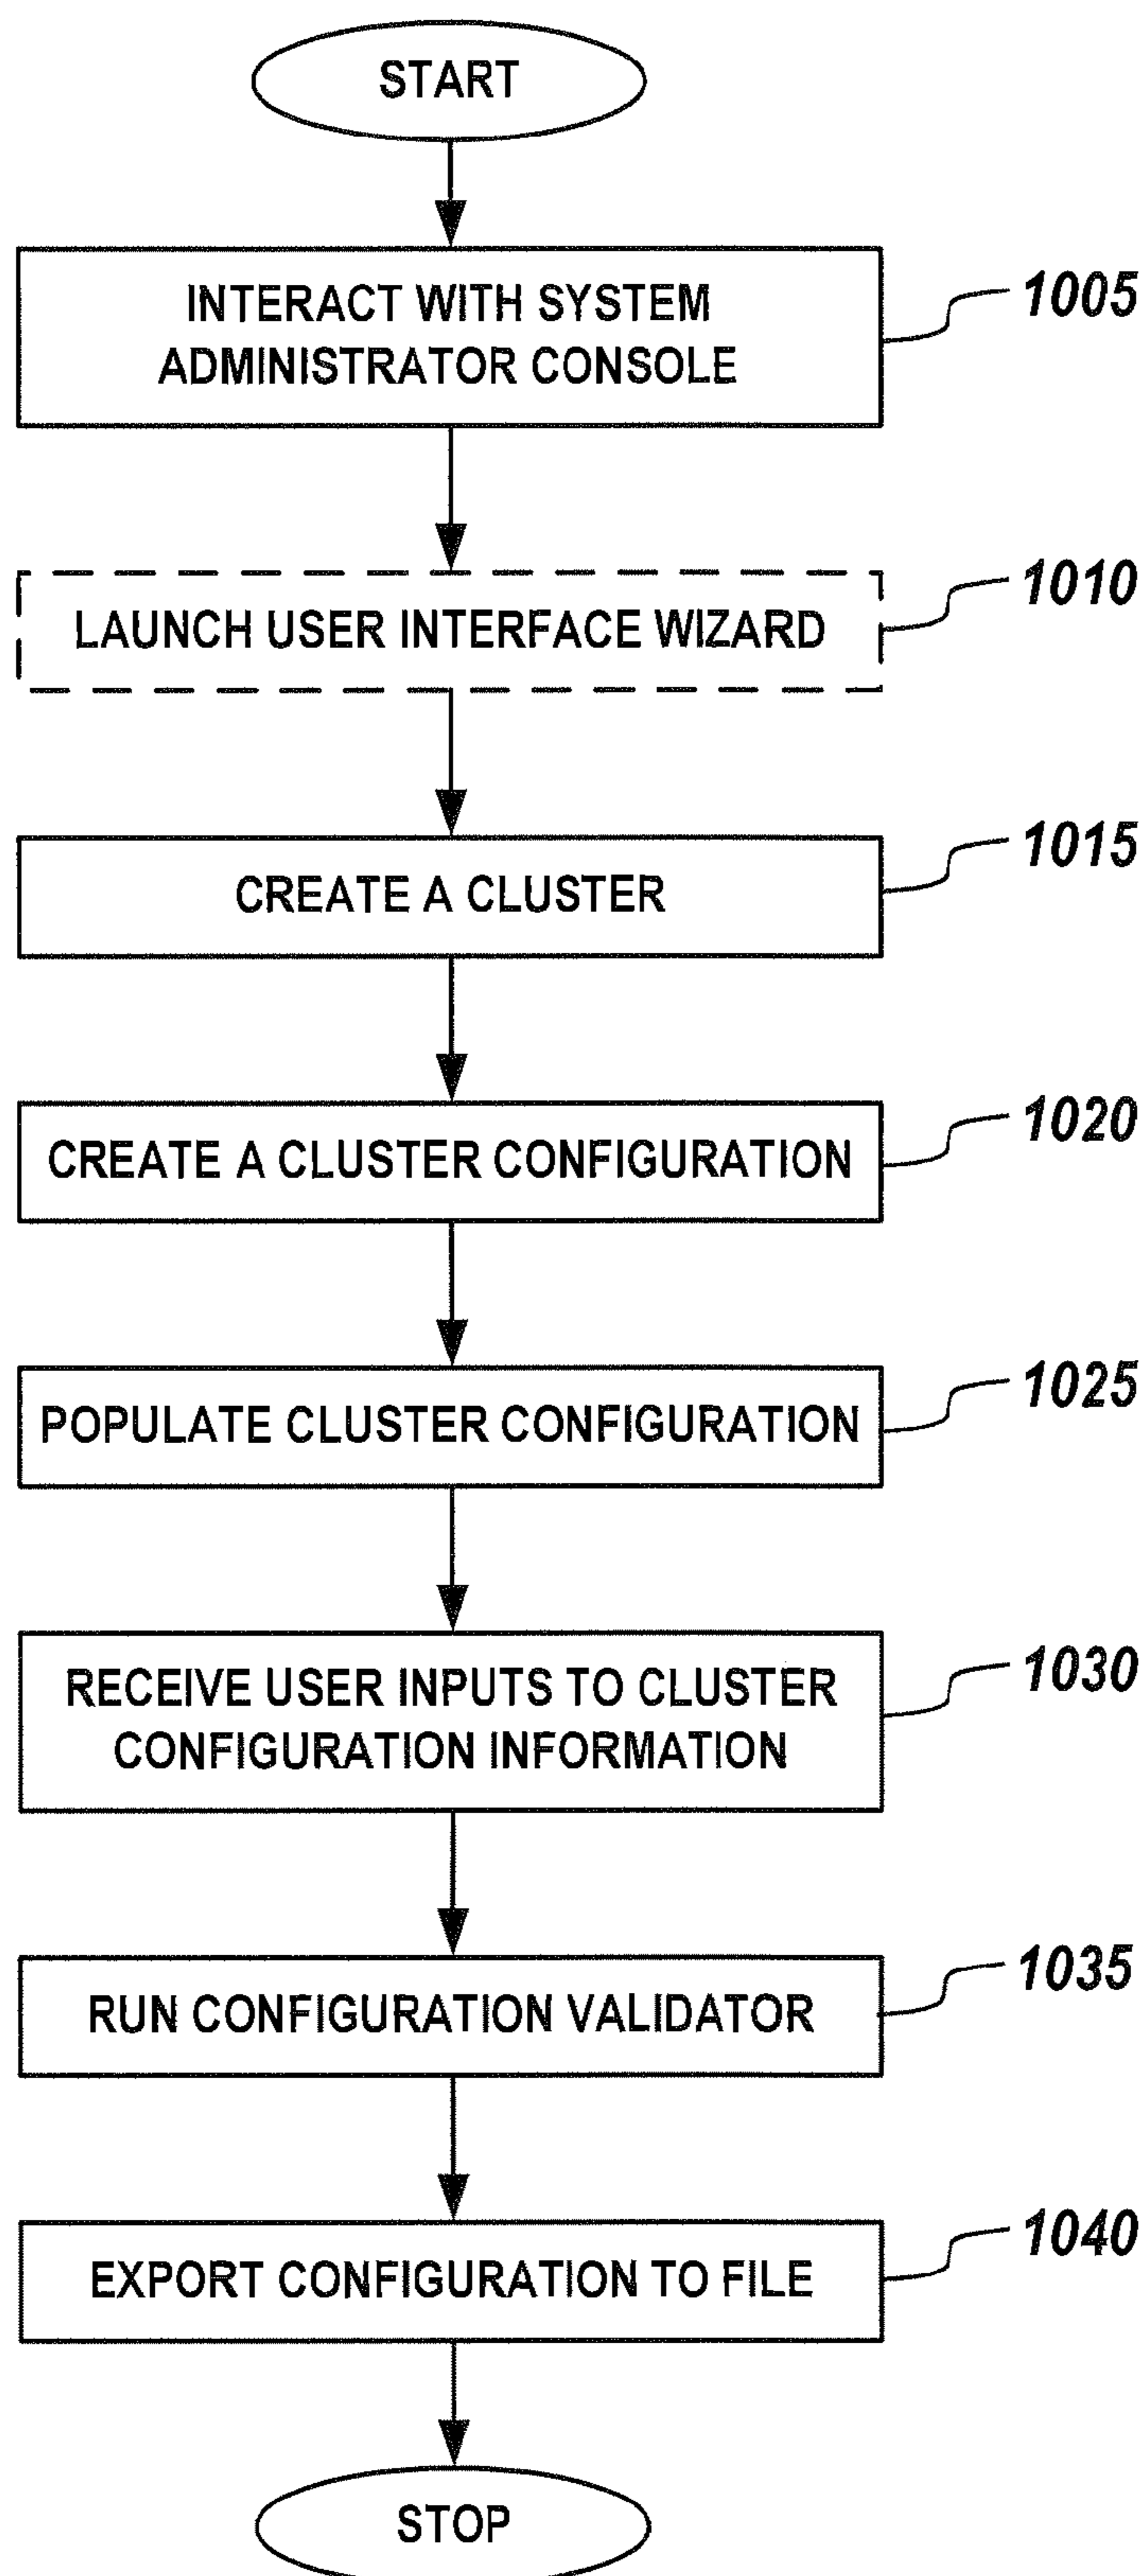 START
INTERACT WITH SYSTEM
ADMINISTRATOR CONSOLE
1005
LAUNCH USER INTERFACE WIZARD
1010
CREATE A CLUSTER
1015
CREATE A CLUSTER CONFIGURATION
1020
POPULATE CLUSTER CONFIGURATION
1025
RECEIVE USER INPUTS TO CLUSTER
CONFIGURATION INFORMATION
1030
RUN CONFIGURATION VALIDATOR
1035
EXPORT CONFIGURATION TO FILE
1040
STOP